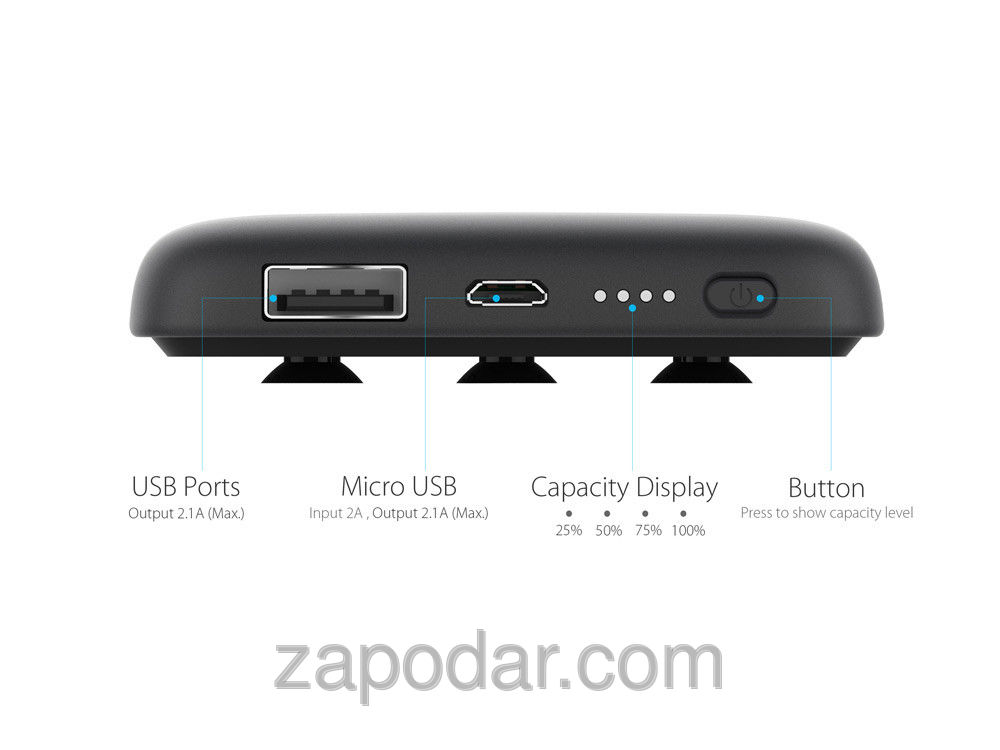 USB Ports
Output 2.1A (Max.)
Micro USB
Input 2A , Output 2.1A (Max.)
Capacity Display
25% 50% 75% 100%
Button
Press to show capacity level
zapodar.com